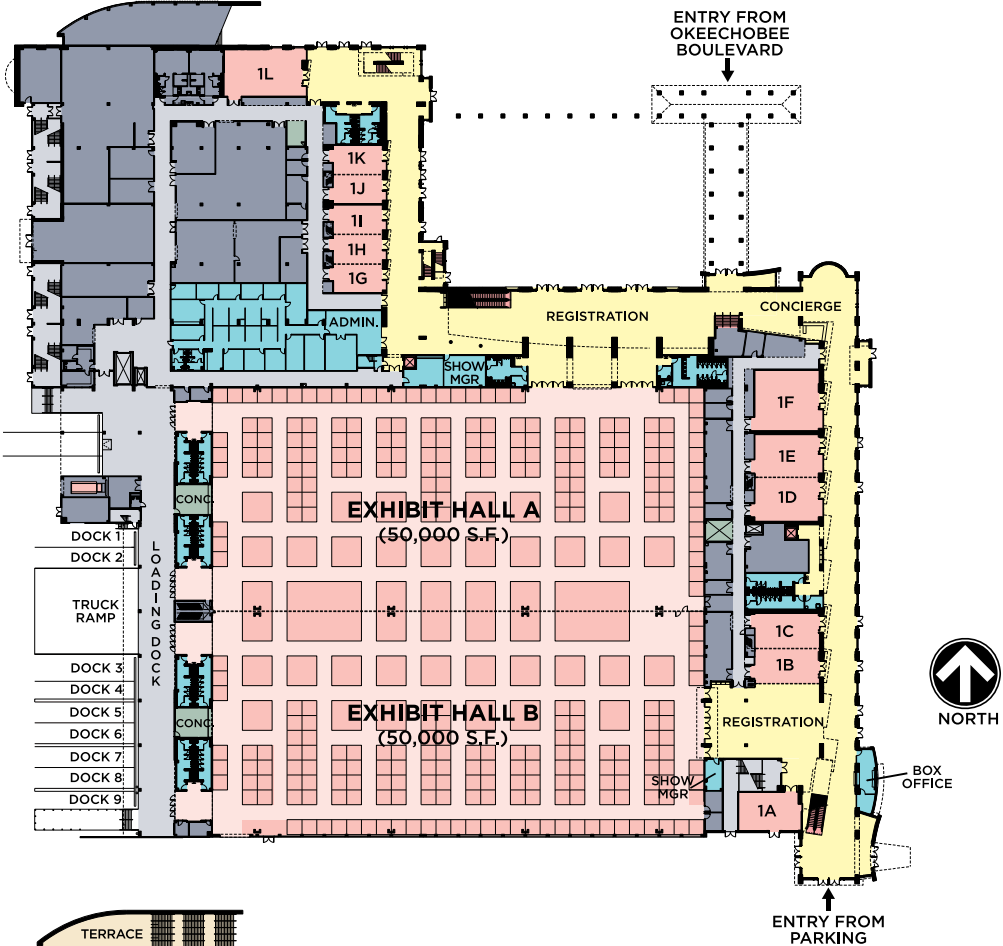 ENTRY FROM
OKEECHOBEE
BOULEVARD
1L
1K
1J
1I
1H
1G
ADMIN.
SHOW
MGR
REGISTRATION
CONCIERGE
1F
1E
1D
1C
1B
EXHIBIT HALL A
(50,000 S.F.)
CONC
DOCK 1
DOCK 2
LOADING DOCK
TRUCK
RAMP
DOCK 3
DOCK 4
DOCK 5
DOCK 6
DOCK 7
DOCK 8
DOCK 9
CONC
EXHIBIT HALL B
(50,000 S.F.)
REGISTRATION
SHOW
MGR
1A
BOX
OFFICE
NORTH
ENTRY FROM
PARKING
TERRACE